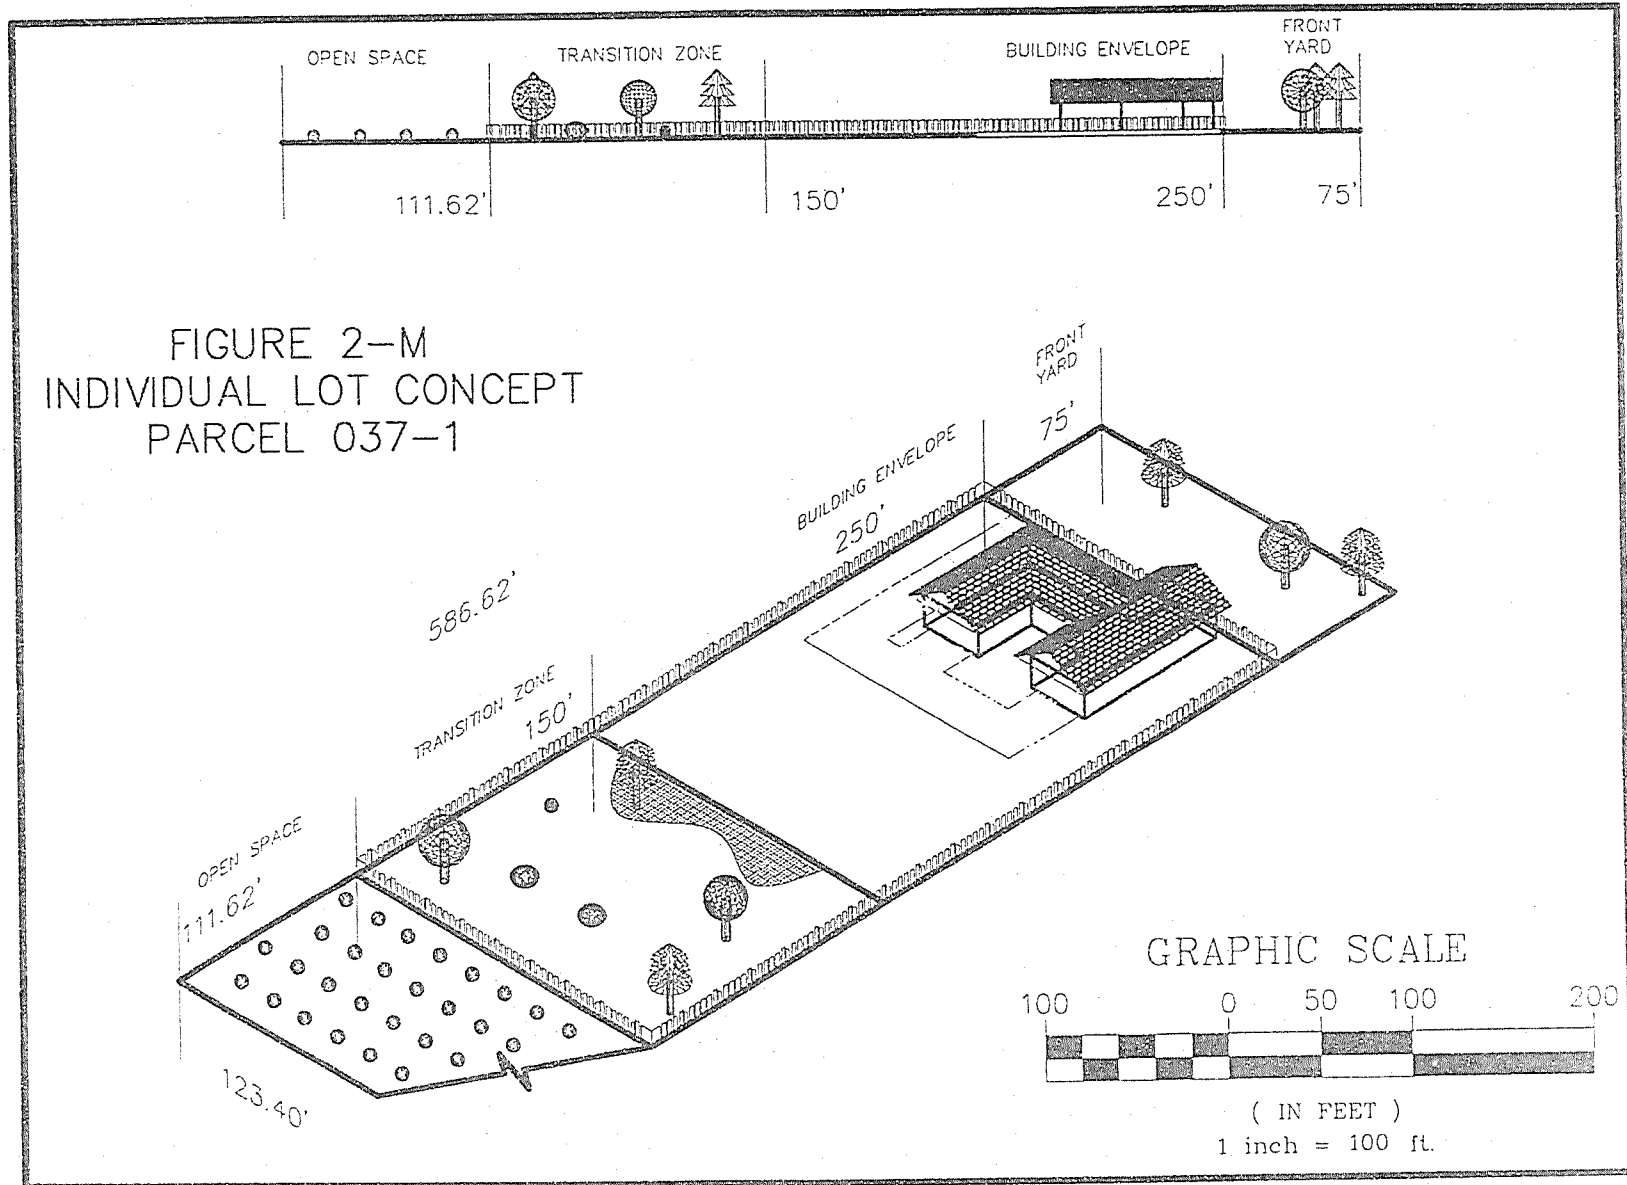 OPEN SPACE
TRANSITION ZONE
BUILDING ENVELOPE
FRONT
YARD
111.62'
150'
250'
75'
FIGURE 2-M
INDIVIDUAL LOT CONCEPT
PARCEL 037-1
FRONT
YARD
75'
BUILDING ENVELOPE
250'
586.62'
TRANSITION ZONE
150'
OPEN SPACE
111.62'
123.40'
GRAPHIC SCALE
100 0 50 100 200
( IN FEET )
1 inch = 100 ft.